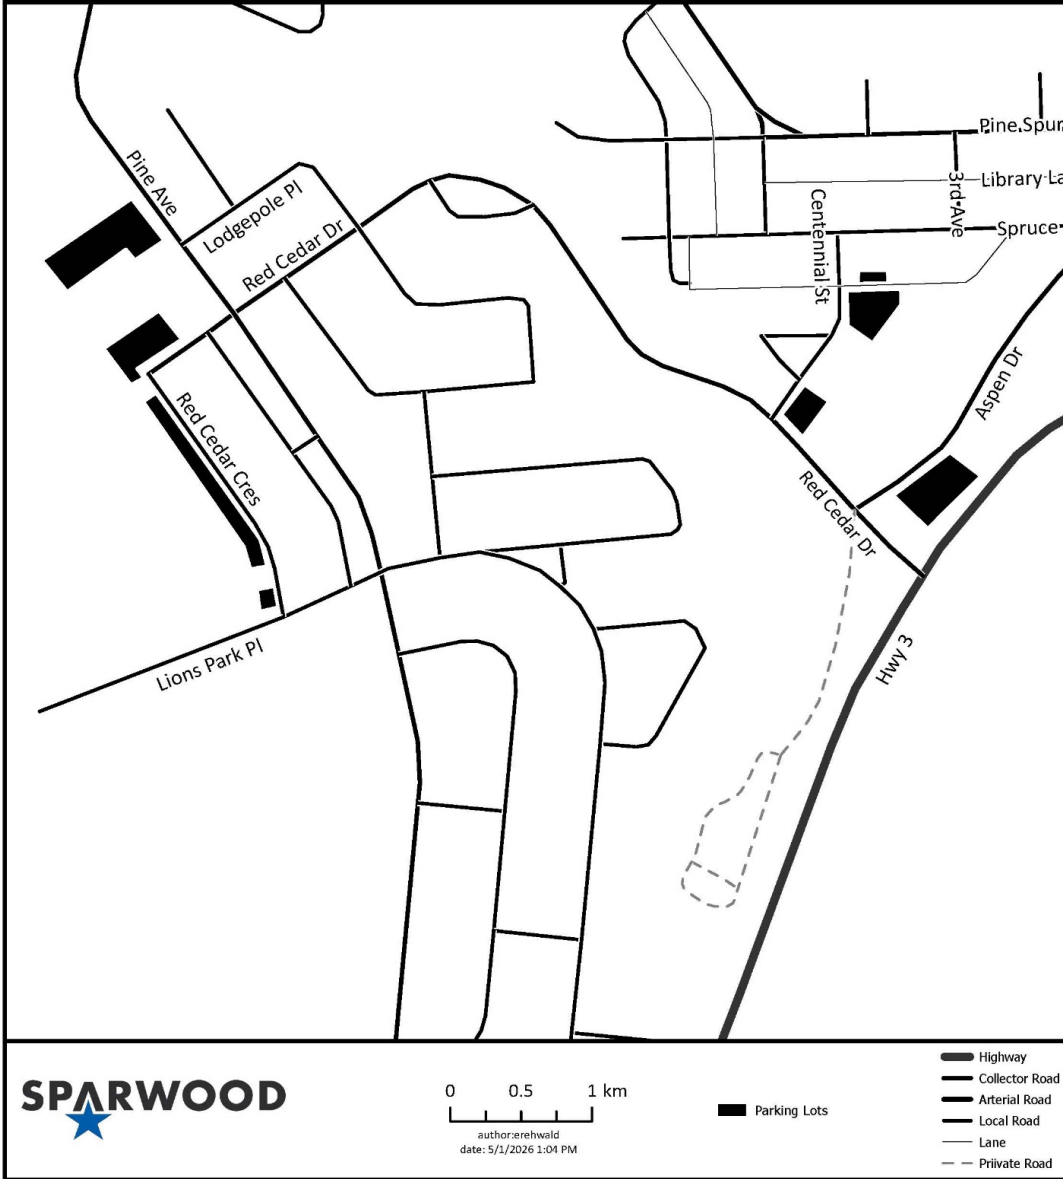 Pine Ave
Lodgepole Pl
Red Cedar Dr
Pine Spur
Library La
3rd Ave
Centennial St
Spruce
Aspen Dr
Red Cedar Cres
Red Cedar Dr
Hwy 3
Lions Park Pl
SPARWOOD
0 0.5 1 km
author:erehwald
date: 5/1/2026 1:04 PM
Parking Lots
Highway
Collector Road
Arterial Road
Local Road
Lane
Priivate Road